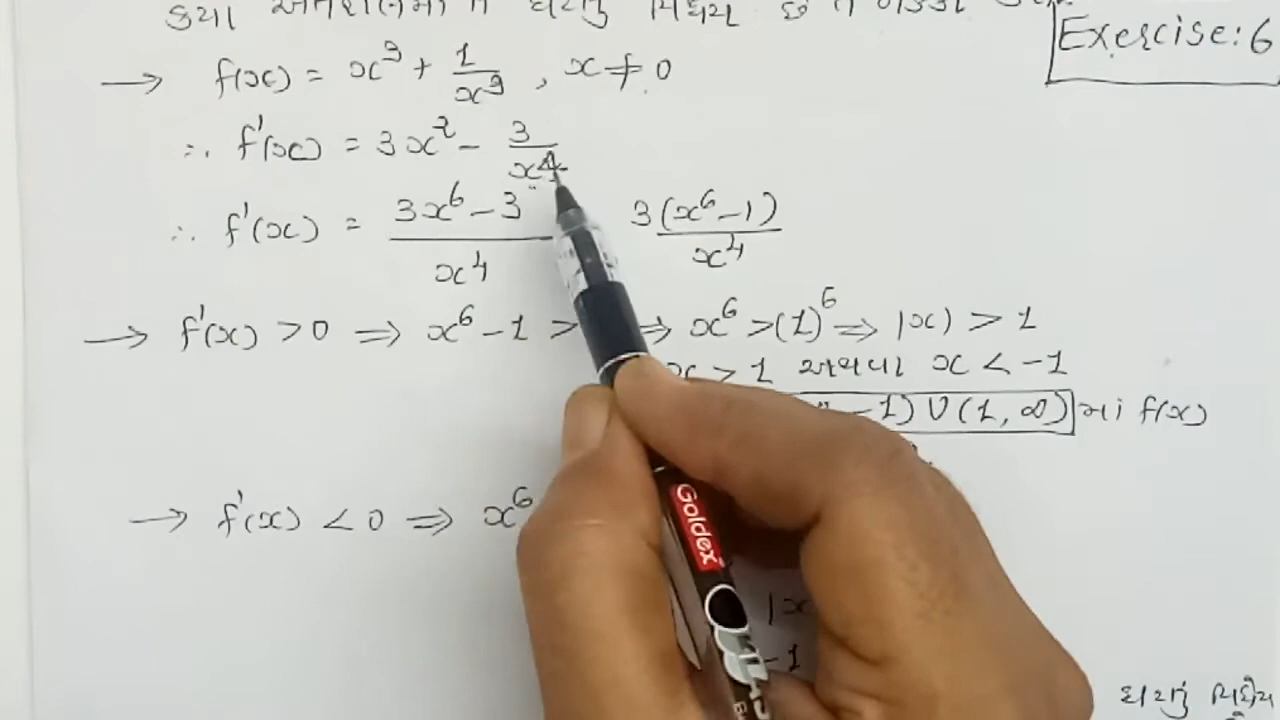 Exercise: 6
→ f(x) = x³ + 1/x³ , x ≠ 0
∴ f'(x) = 3x² - 3/x⁴
∴ f'(x) = (3x⁶ - 3)/x⁴ 3(x⁶ - 1)/x⁴
→ f'(x) > 0 ⇒ x⁶ - 1 > ⇒ x⁶ > (1)⁶ ⇒ |x| > 1
x > 1 અથવા x < -1
-1) ∪ (1, ∞) માં f(x)
→ f'(x) < 0 ⇒ x⁶
|x
-1
ઘટતું વિધેય
Goldex